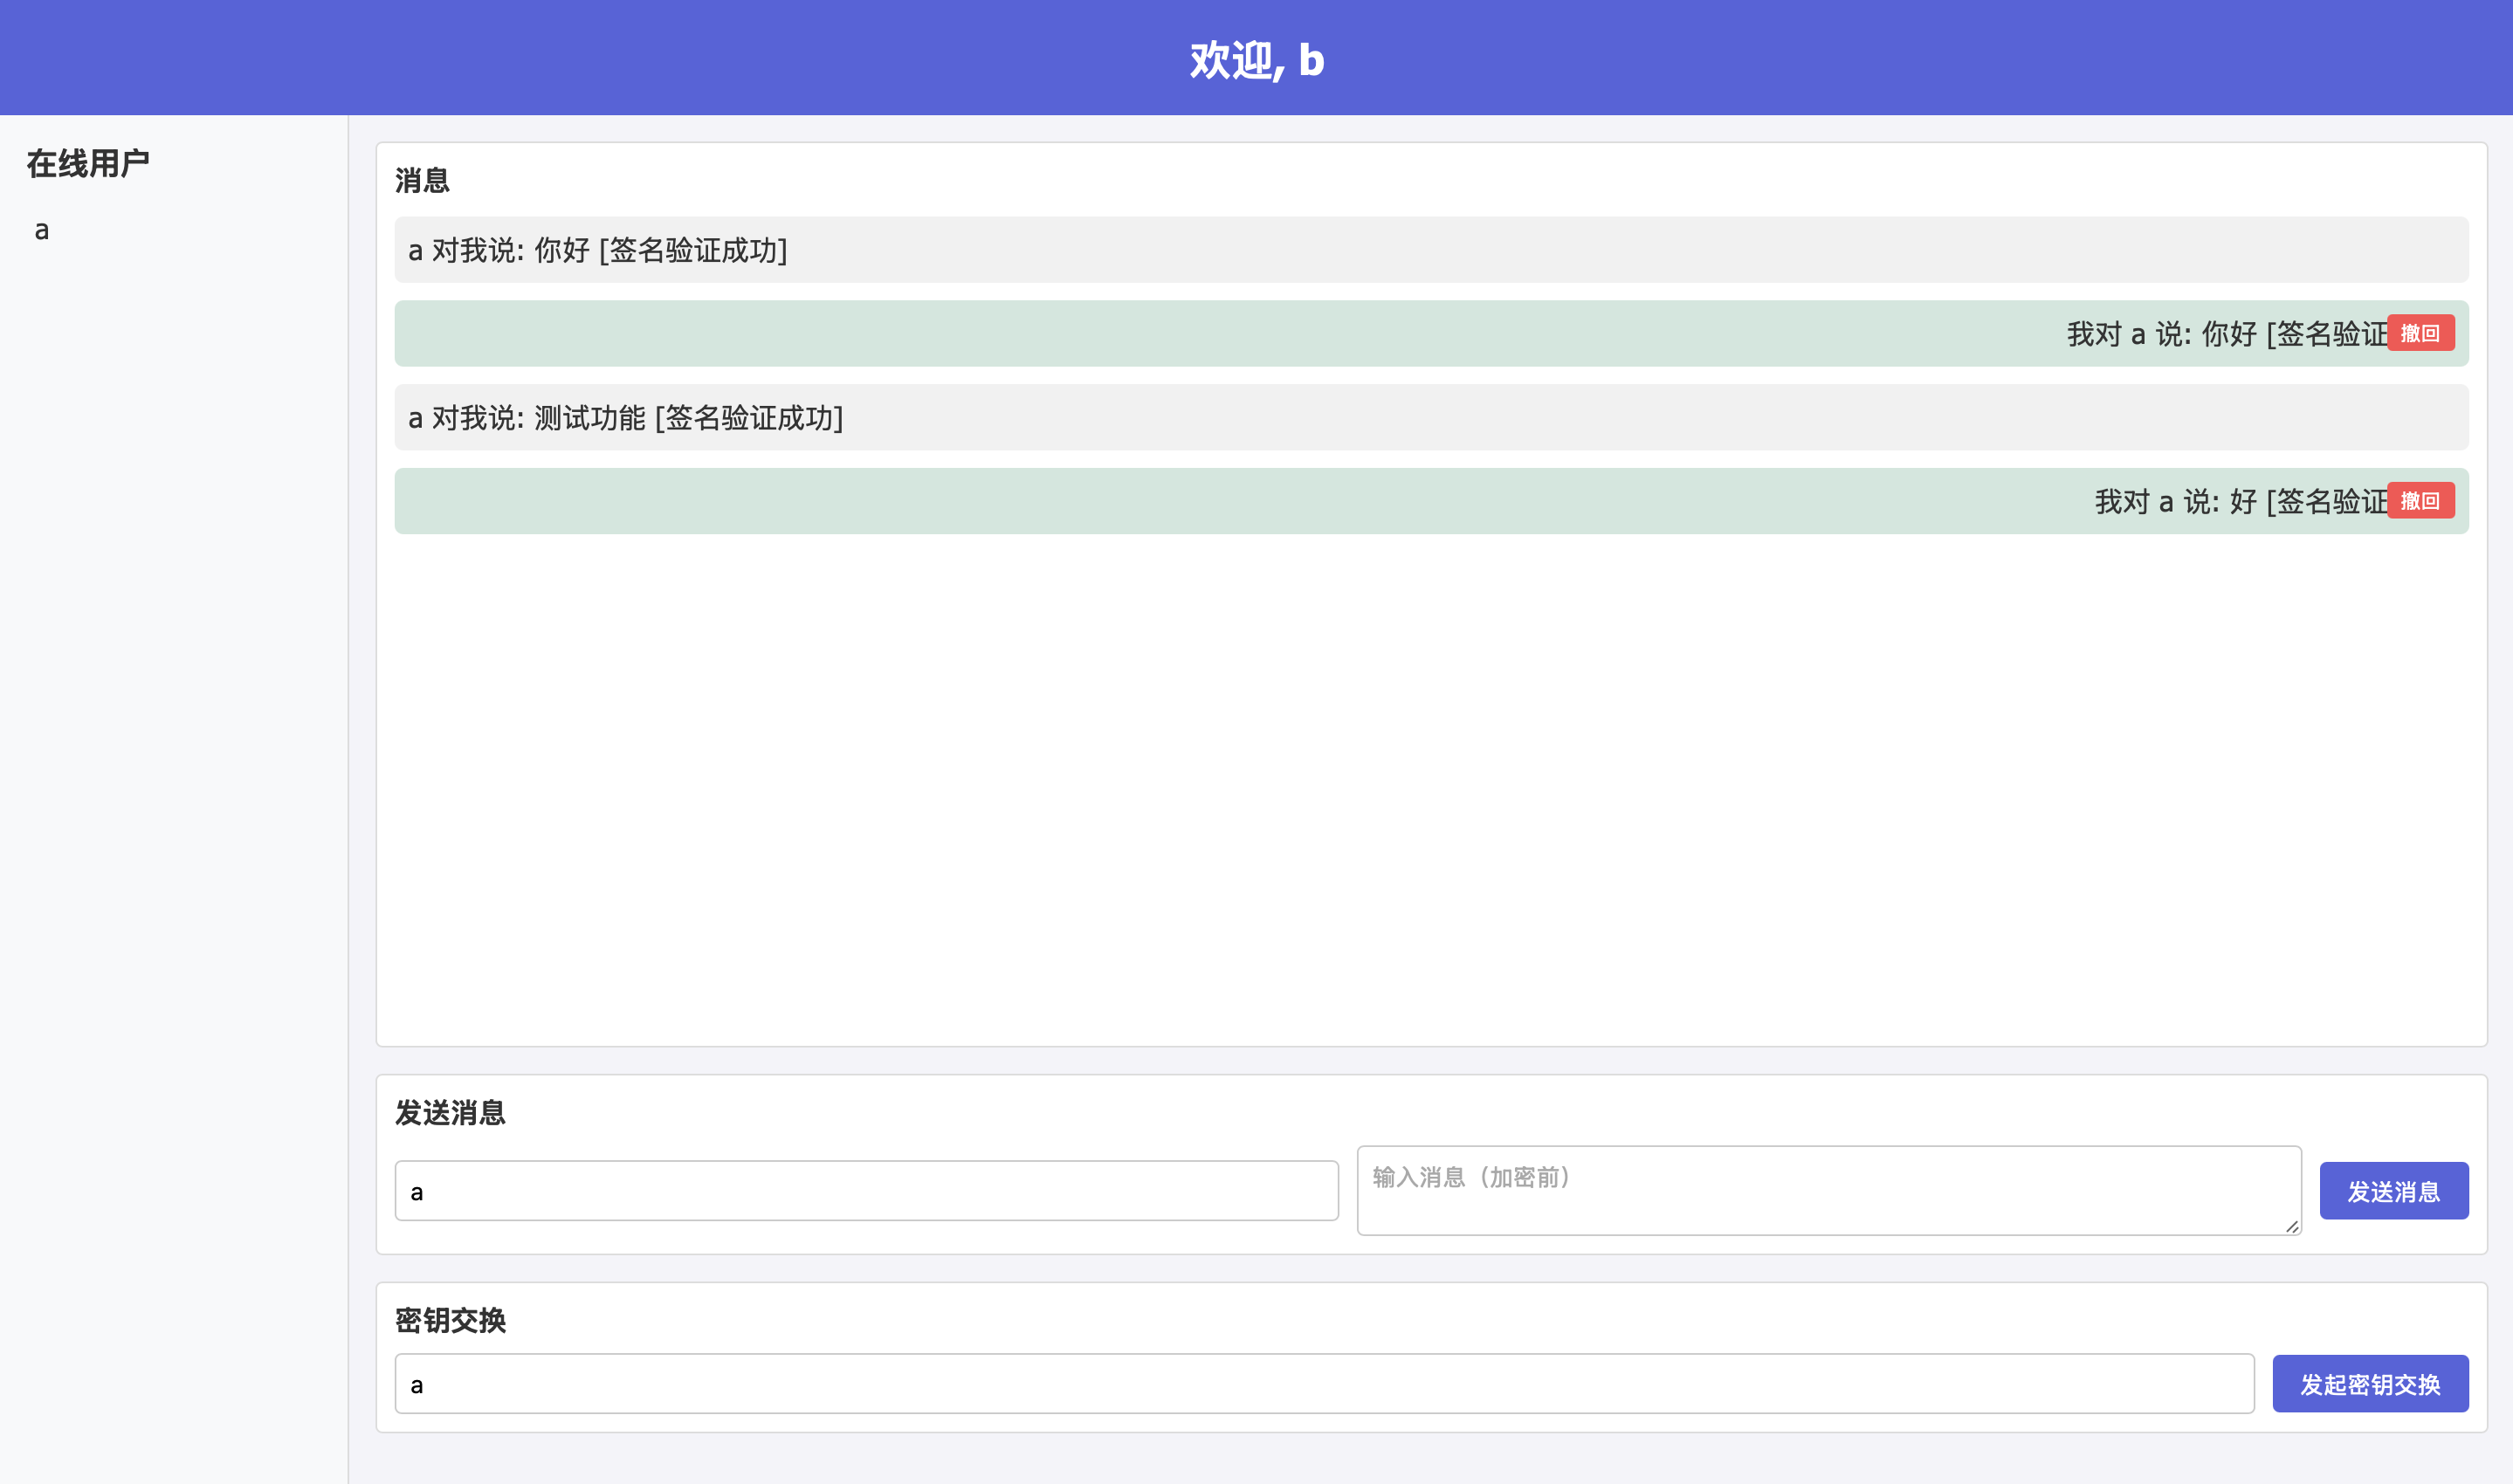 欢迎, b
在线用户
a
消息
a 对我说: 你好 [签名验证成功]
我对 a 说: 你好 [签名验证 撤回
a 对我说: 测试功能 [签名验证成功]
我对 a 说: 好 [签名验证 撤回
发送消息
a
输入消息（加密前）
发送消息
密钥交换
a
发起密钥交换